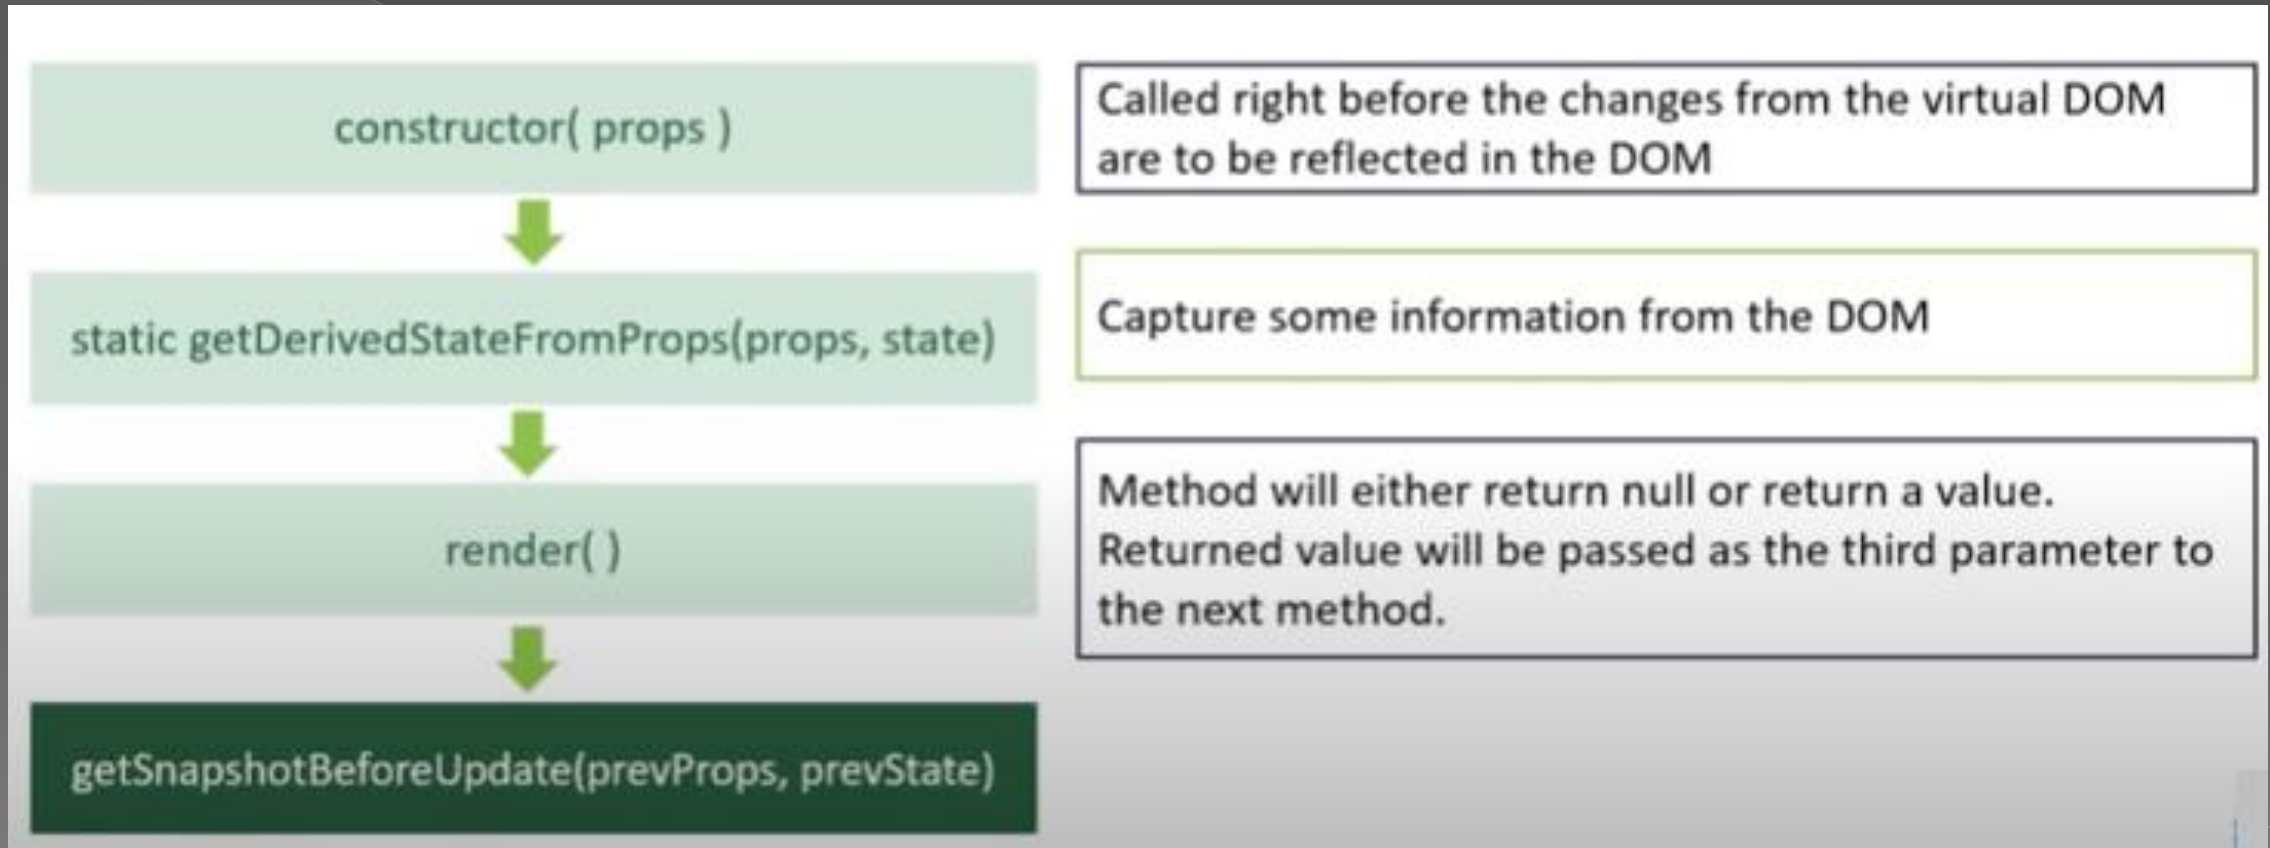 constructor( props )
static getDerivedStateFromProps(props, state)
render( )
getSnapshotBeforeUpdate(prevProps, prevState)
Called right before the changes from the virtual DOM
are to be reflected in the DOM
Capture some information from the DOM
Method will either return null or return a value.
Returned value will be passed as the third parameter to
the next method.